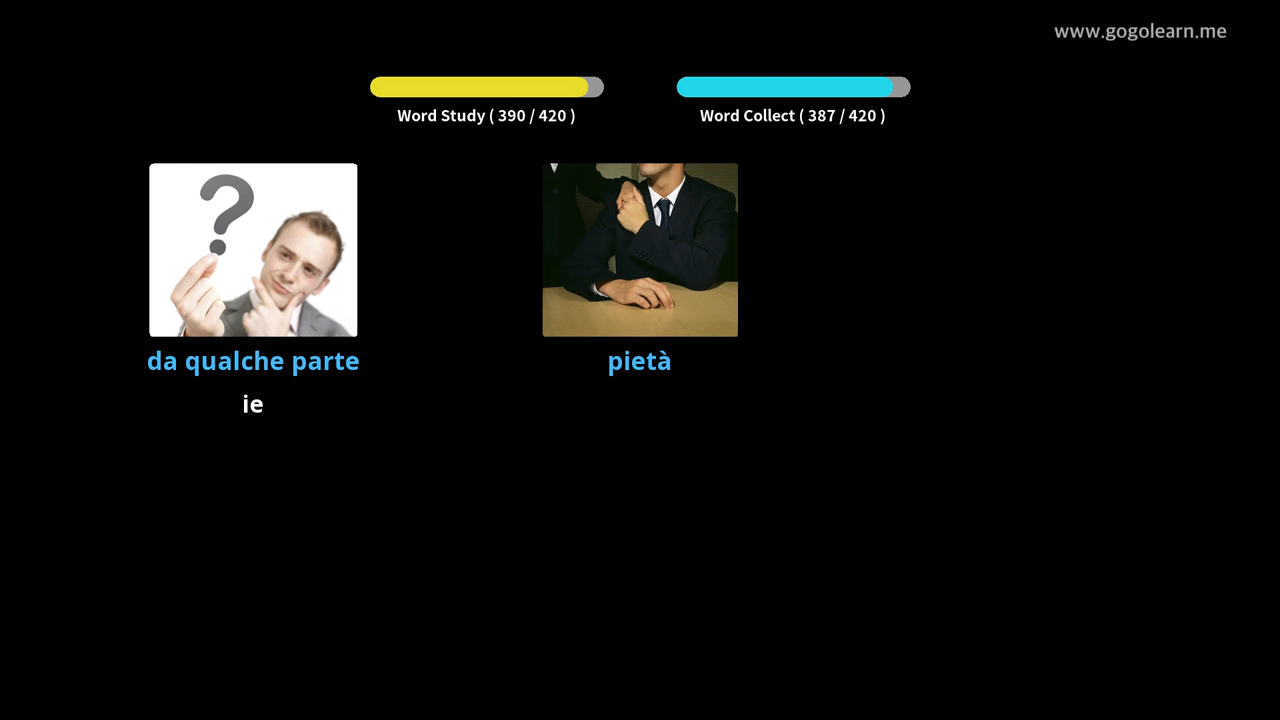 www.gogolearn.me
Word Study ( 390 / 420 )
Word Collect ( 387 / 420 )
da qualche parte
pietà
ie